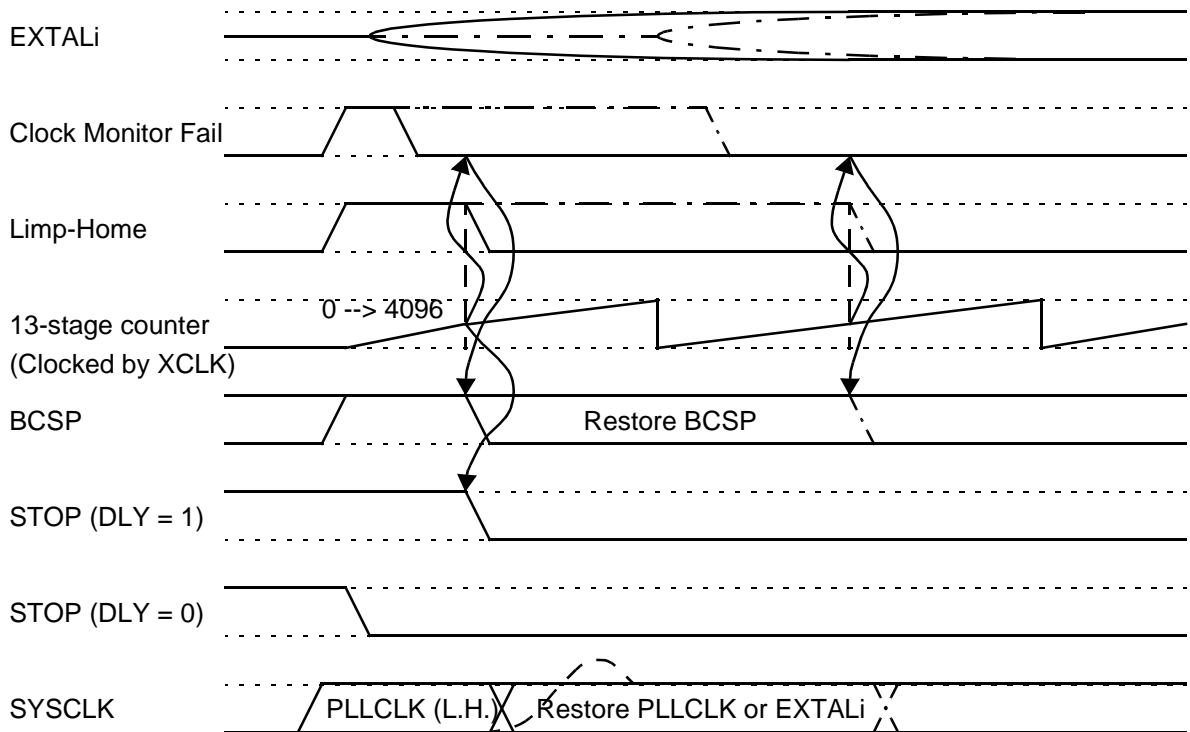 EXTALi
Clock Monitor Fail
Limp-Home
0 --> 4096
13-stage counter
(Clocked by XCLK)
BCSP
Restore BCSP
STOP (DLY = 1)
STOP (DLY = 0)
SYSCLK
PLLCLK (L.H.)
Restore PLLCLK or EXTALi